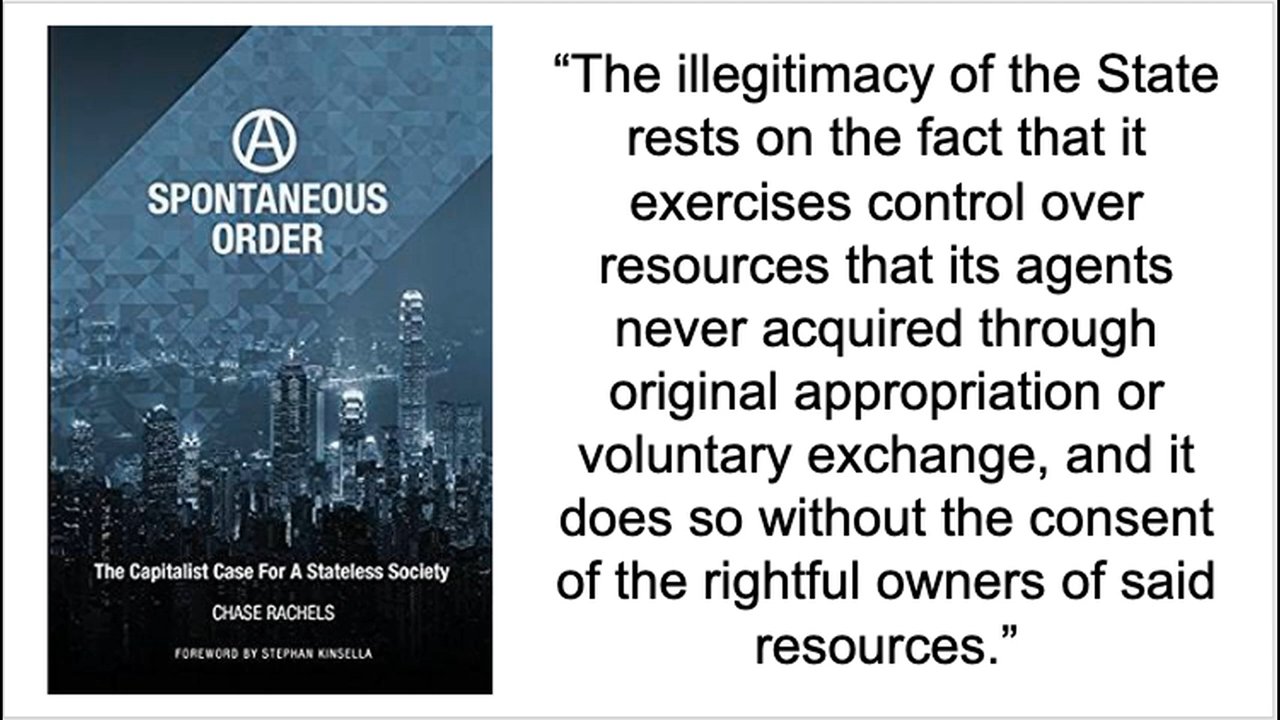 SPONTANEOUS
ORDER
The Capitalist Case For A Stateless Society
CHASE RACHELS
FOREWORD BY STEPHAN KINSELLA
“The illegitimacy of the State
rests on the fact that it
exercises control over
resources that its agents
never acquired through
original appropriation or
voluntary exchange, and it
does so without the consent
of the rightful owners of said
resources.”